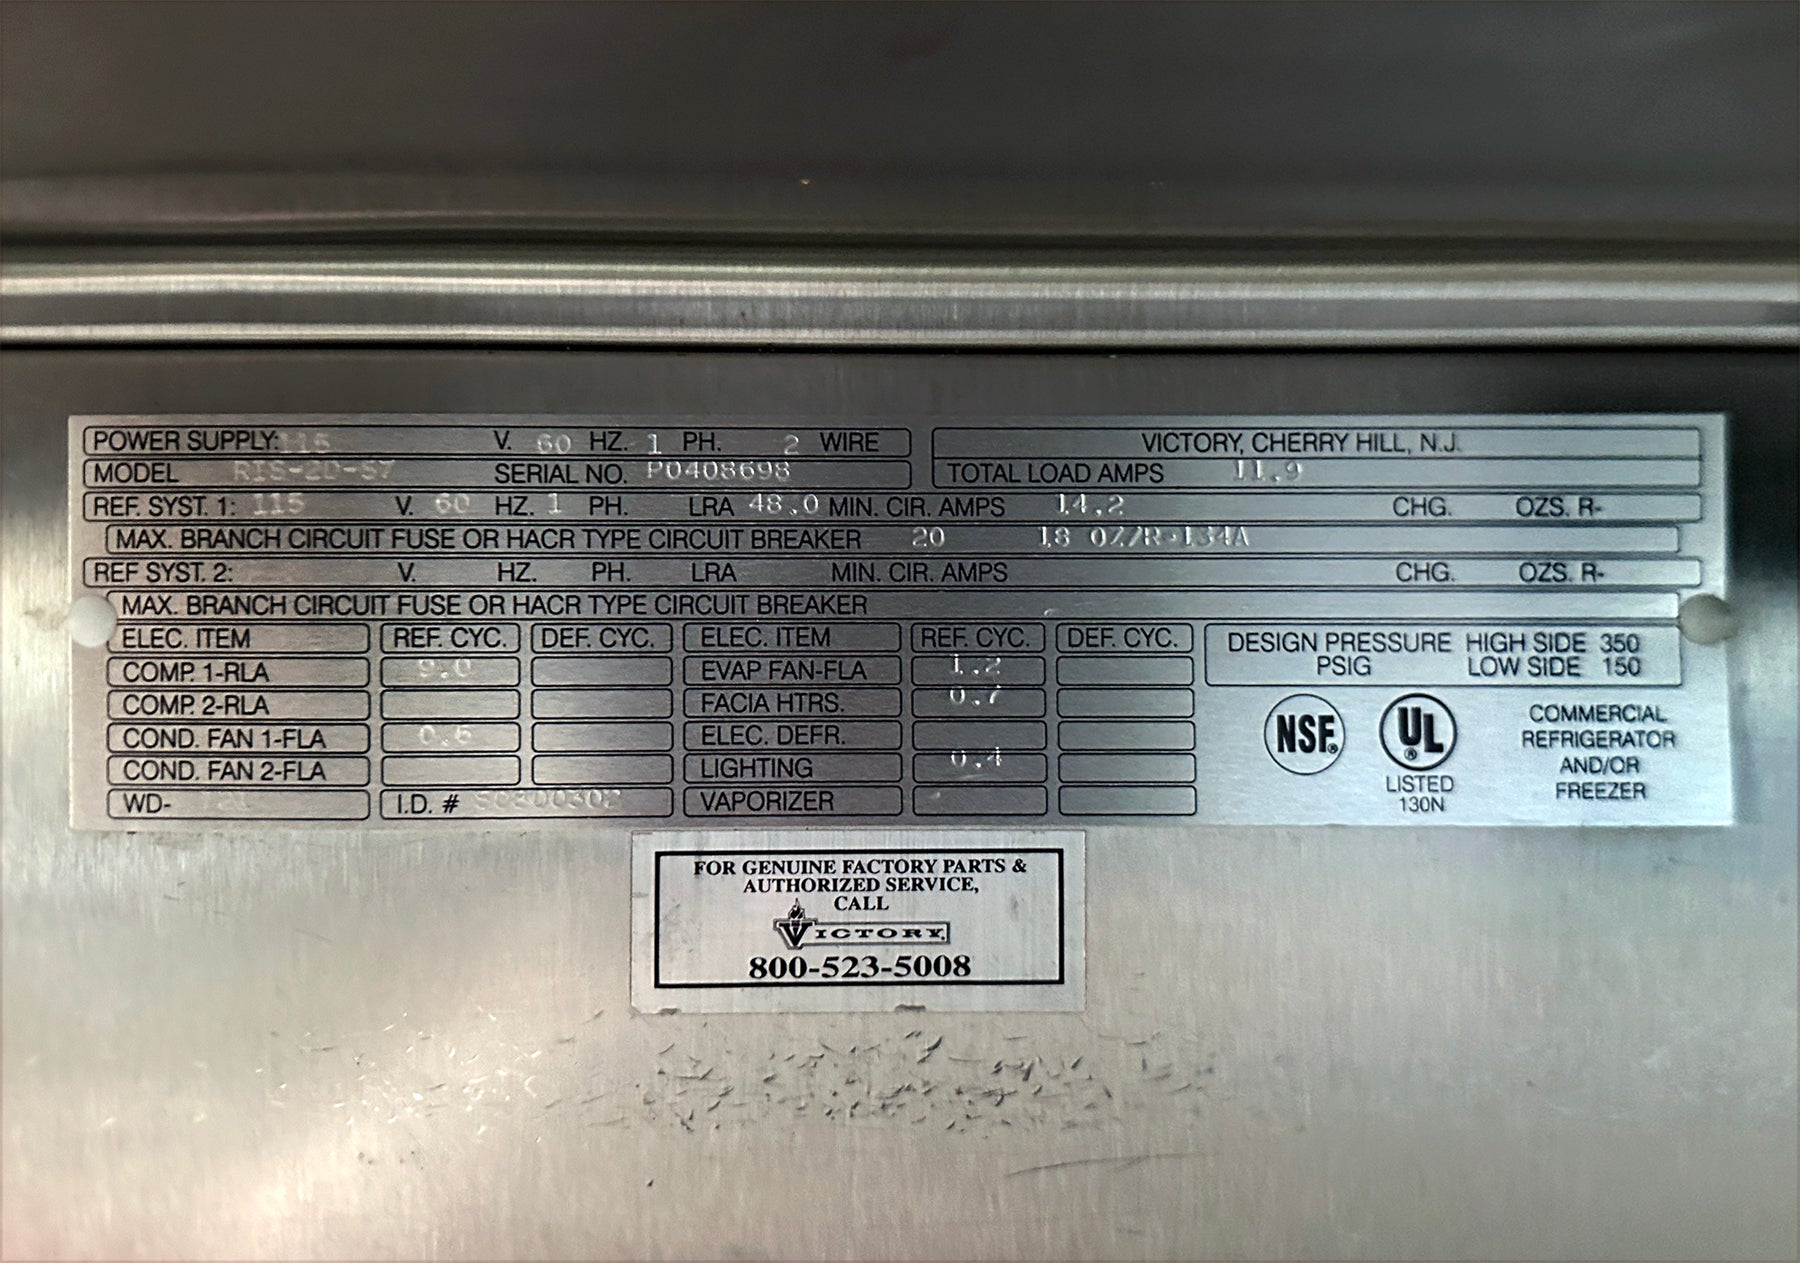 POWER SUPPLY: 115 V. 60 HZ. 1 PH. 2 WIRE
VICTORY, CHERRY HILL, N.J.
MODEL RIS-2D-S7 SERIAL NO. P0408698
TOTAL LOAD AMPS 11.9
REF. SYST. 1: 115 V. 60 HZ. 1 PH. LRA 48.0 MIN. CIR. AMPS 14.2 CHG. OZS. R-
MAX. BRANCH CIRCUIT FUSE OR HACR TYPE CIRCUIT BREAKER 20 18 OZ/R-134A
REF SYST. 2: V. HZ. PH. LRA MIN. CIR. AMPS CHG. OZS. R-
MAX. BRANCH CIRCUIT FUSE OR HACR TYPE CIRCUIT BREAKER
ELEC. ITEM REF. CYC. DEF. CYC. ELEC. ITEM REF. CYC. DEF. CYC.
COMP. 1-RLA 9.0 EVAP FAN-FLA 1.2
COMP. 2-RLA FACIA HTRS. 0.7
COND. FAN 1-FLA 0.6 ELEC. DEFR.
COND. FAN 2-FLA LIGHTING 0.4
WD- I.D. # VAPORIZER
DESIGN PRESSURE HIGH SIDE 350
PSIG LOW SIDE 150
NSF®
UL®
LISTED
130N
COMMERCIAL
REFRIGERATOR
AND/OR
FREEZER
FOR GENUINE FACTORY PARTS &
AUTHORIZED SERVICE,
CALL
VICTORY
800-523-5008